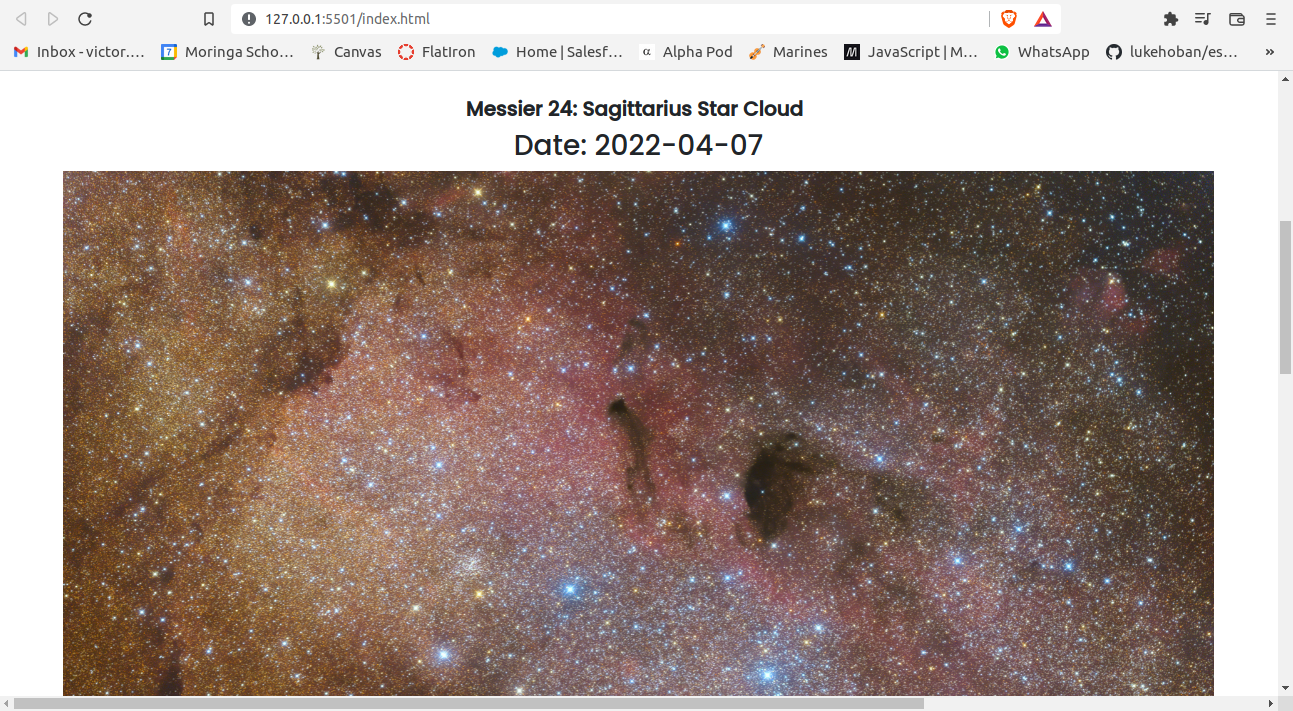 127.0.0.1:5501/index.html
Inbox - victor.… 7 Moringa Scho… Canvas FlatIron Home | Salesf… α Alpha Pod Marines M JavaScript | M… WhatsApp lukehoban/es… »
Messier 24: Sagittarius Star Cloud
Date: 2022-04-07